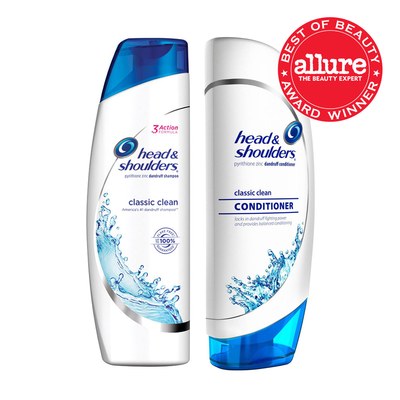 BEST OF BEAUTY
allure
THE BEAUTY EXPERT
AWARD WINNER
3 Action
FORMULA
head &
shoulders
pyrithione zinc dandruff shampoo
classic clean
America's #1 dandruff shampoo
100%
head &
shoulders
pyrithione zinc dandruff conditioner
classic clean
CONDITIONER
locks in dandruff fighting power
and provides balanced conditioning